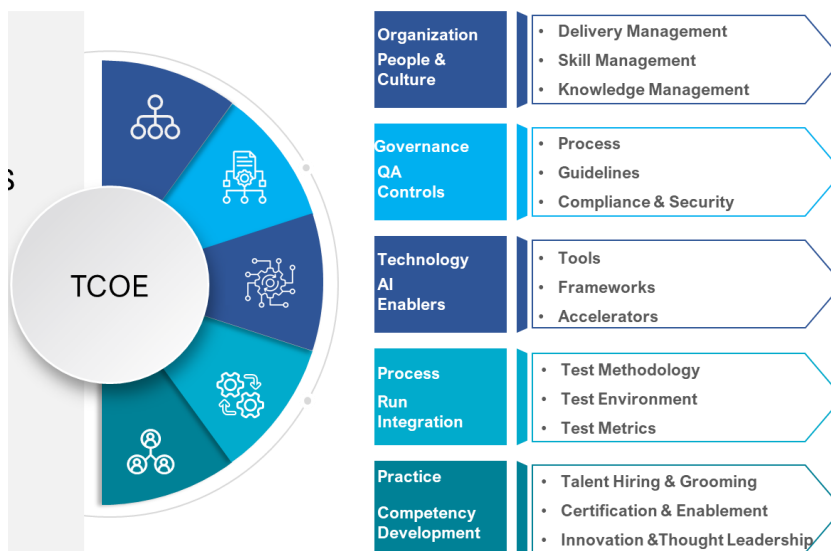 TCOE
Organization
People &
Culture
• Delivery Management
• Skill Management
• Knowledge Management
Governance
QA
Controls
• Process
• Guidelines
• Compliance & Security
Technology
AI
Enablers
• Tools
• Frameworks
• Accelerators
Process
Run
Integration
• Test Methodology
• Test Environment
• Test Metrics
Practice
Competency
Development
• Talent Hiring & Grooming
• Certification & Enablement
• Innovation &Thought Leadership